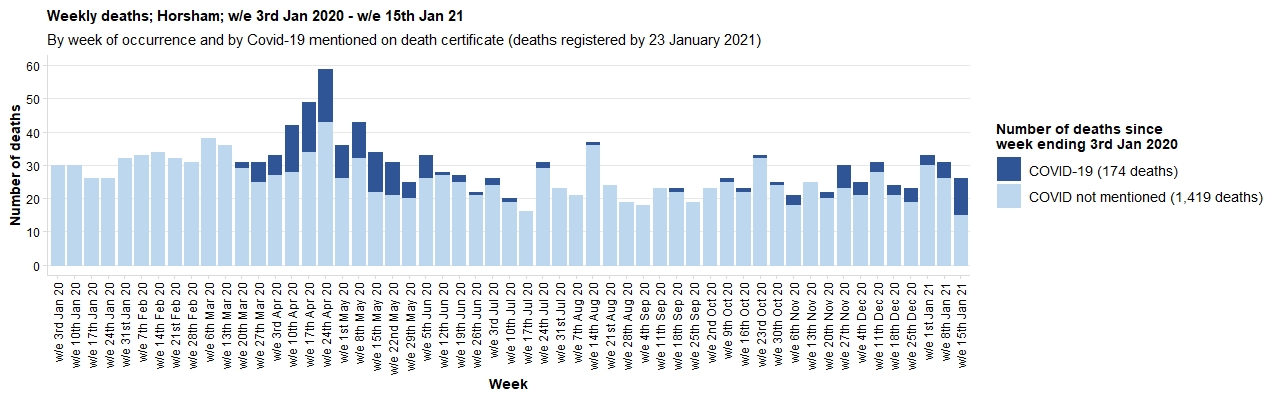 Weekly deaths; Horsham; w/e 3rd Jan 2020 - w/e 15th Jan 21
By week of occurrence and by Covid-19 mentioned on death certificate (deaths registered by 23 January 2021)
Number of deaths
60
50
40
30
20
10
0
w/e 3rd Jan 20
w/e 10th Jan 20
w/e 17th Jan 20
w/e 24th Jan 20
w/e 31st Jan 20
w/e 7th Feb 20
w/e 14th Feb 20
w/e 21st Feb 20
w/e 28th Feb 20
w/e 6th Mar 20
w/e 13th Mar 20
w/e 20th Mar 20
w/e 27th Mar 20
w/e 3rd Apr 20
w/e 10th Apr 20
w/e 17th Apr 20
w/e 24th Apr 20
w/e 1st May 20
w/e 8th May 20
w/e 15th May 20
w/e 22nd May 20
w/e 29th May 20
w/e 5th Jun 20
w/e 12th Jun 20
w/e 19th Jun 20
w/e 26th Jun 20
w/e 3rd Jul 20
w/e 10th Jul 20
w/e 17th Jul 20
w/e 24th Jul 20
w/e 31st Jul 20
w/e 7th Aug 20
w/e 14th Aug 20
w/e 21st Aug 20
w/e 28th Aug 20
w/e 4th Sep 20
w/e 11th Sep 20
w/e 18th Sep 20
w/e 25th Sep 20
w/e 2nd Oct 20
w/e 9th Oct 20
w/e 16th Oct 20
w/e 23rd Oct 20
w/e 30th Oct 20
w/e 6th Nov 20
w/e 13th Nov 20
w/e 20th Nov 20
w/e 27th Nov 20
w/e 4th Dec 20
w/e 11th Dec 20
w/e 18th Dec 20
w/e 25th Dec 20
w/e 1st Jan 21
w/e 8th Jan 21
w/e 15th Jan 21
Week
Number of deaths since
week ending 3rd Jan 2020
COVID-19 (174 deaths)
COVID not mentioned (1,419 deaths)